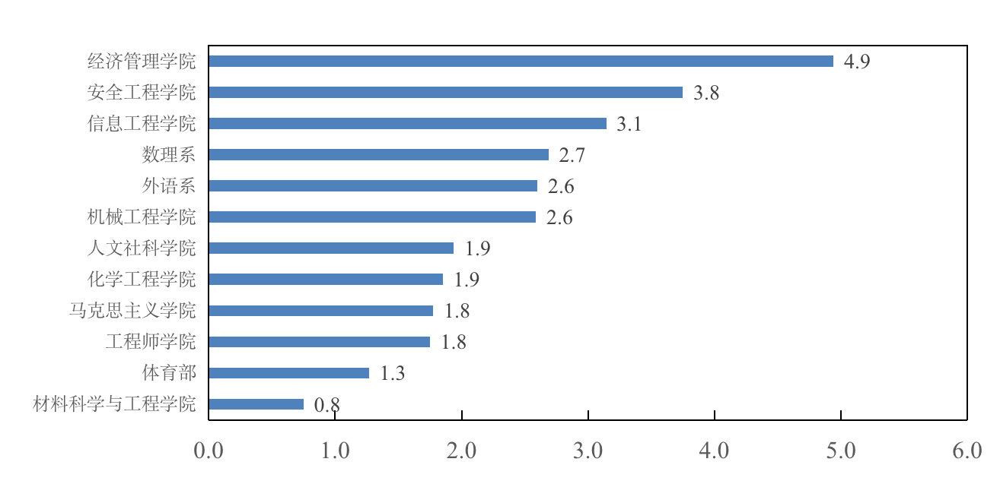 经济管理学院 4.9
安全工程学院 3.8
信息工程学院 3.1
数理系 2.7
外语系 2.6
机械工程学院 2.6
人文社科学院 1.9
化学工程学院 1.9
马克思主义学院 1.8
工程师学院 1.8
体育部 1.3
材料科学与工程学院 0.8
0.0 1.0 2.0 3.0 4.0 5.0 6.0